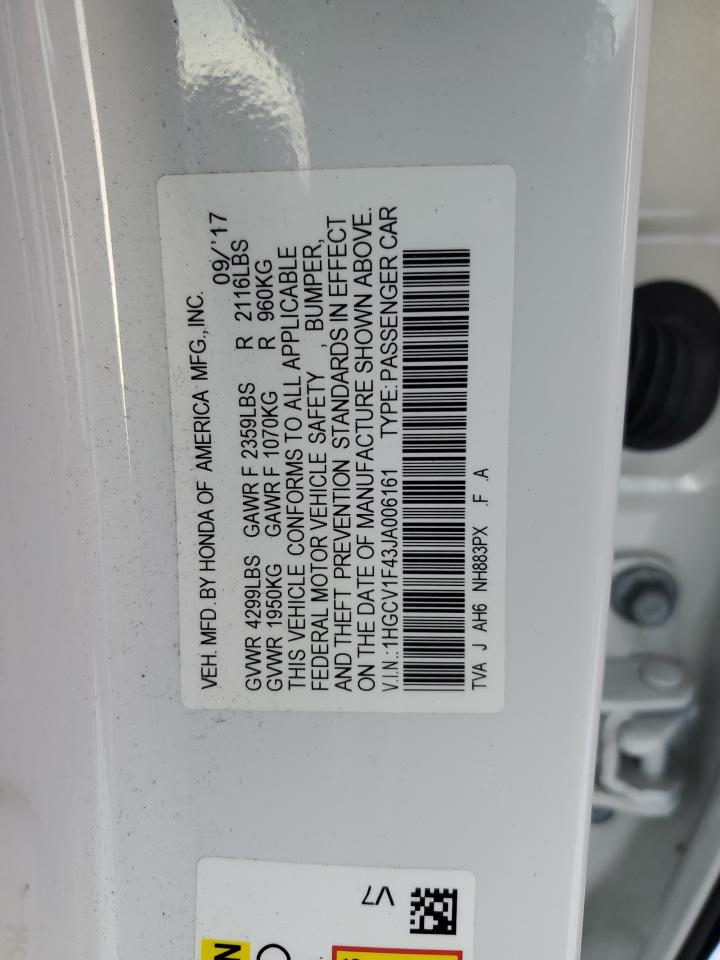 VEH. MFD. BY HONDA OF AMERICA MFG., INC.
09/'17
GVWR 4299LBS GAWR F 2359LBS R 2116LBS
GVWR 1950KG GAWR F 1070KG R 960KG
THIS VEHICLE CONFORMS TO ALL APPLICABLE
FEDERAL MOTOR VEHICLE SAFETY , BUMPER,
AND THEFT PREVENTION STANDARDS IN EFFECT
ON THE DATE OF MANUFACTURE SHOWN ABOVE.
V.I.N.: 1HGCV1F43JA006161 TYPE: PASSENGER CAR
TVA J AH6 NH883PX .F .A
V7